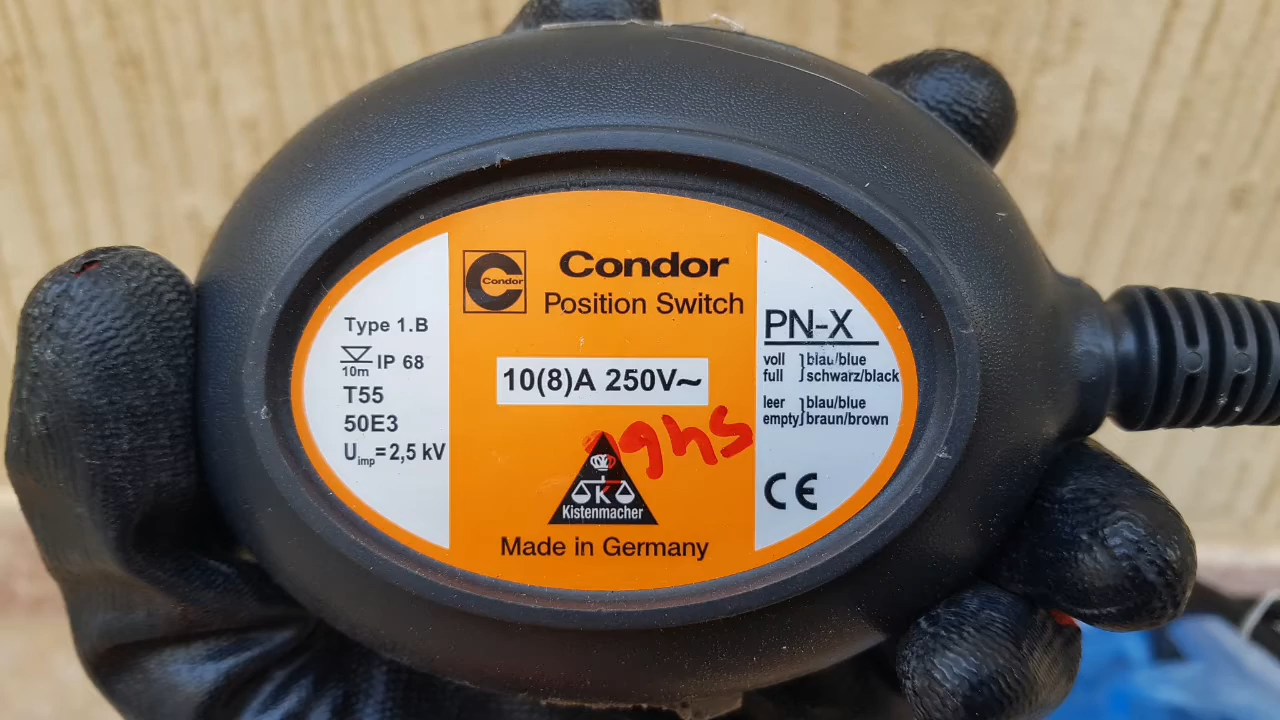 Type 1.B
10m IP 68
T55
50E3
Uimp=2,5 kV
Condor
Condor
Position Switch
10(8)A 250V~
Kistenmacher
Made in Germany
PN-X
voll blau/blue
full schwarz/black
leer blau/blue
empty braun/brown
CE